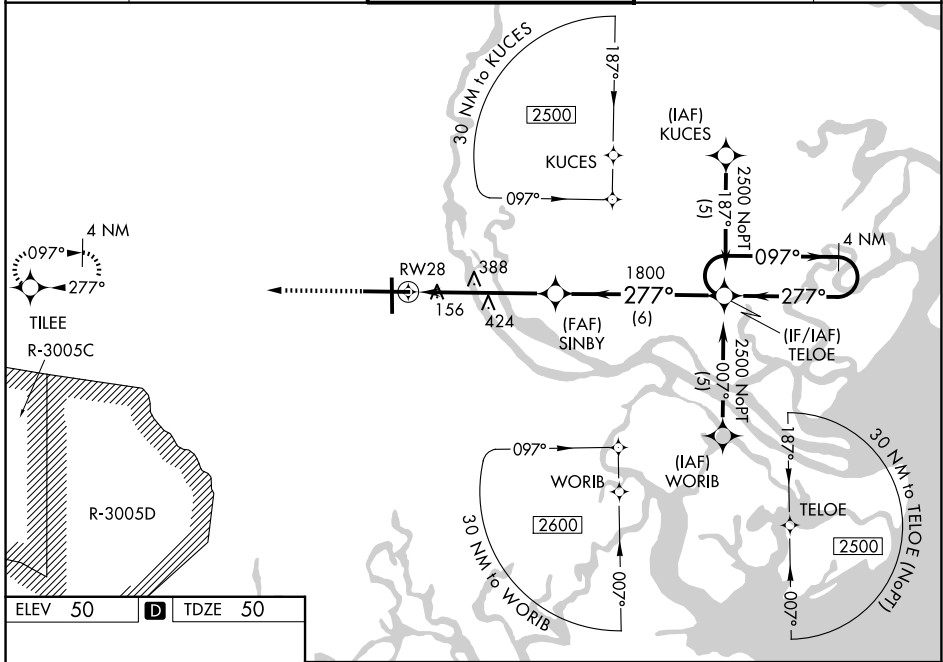 30 NM to KUCES
187°
2500
KUCES
097°
(IAF)
KUCES
2500 NoPT
187°
(5)
4 NM
097°
277°
TILEE
R-3005C
R-3005D
RW28
388
156
424
1800
277°
(6)
(FAF)
SINBY
4 NM
097°
277°
(IF/IAF)
TELOE
2500 NoPT
007°
(5)
(IAF)
WORIB
097°
WORIB
2600
007°
30 NM to WORIB
187°
TELOE
2500
007°
30 NM to TELOE (NoPT)
ELEV 50 D TDZE 50